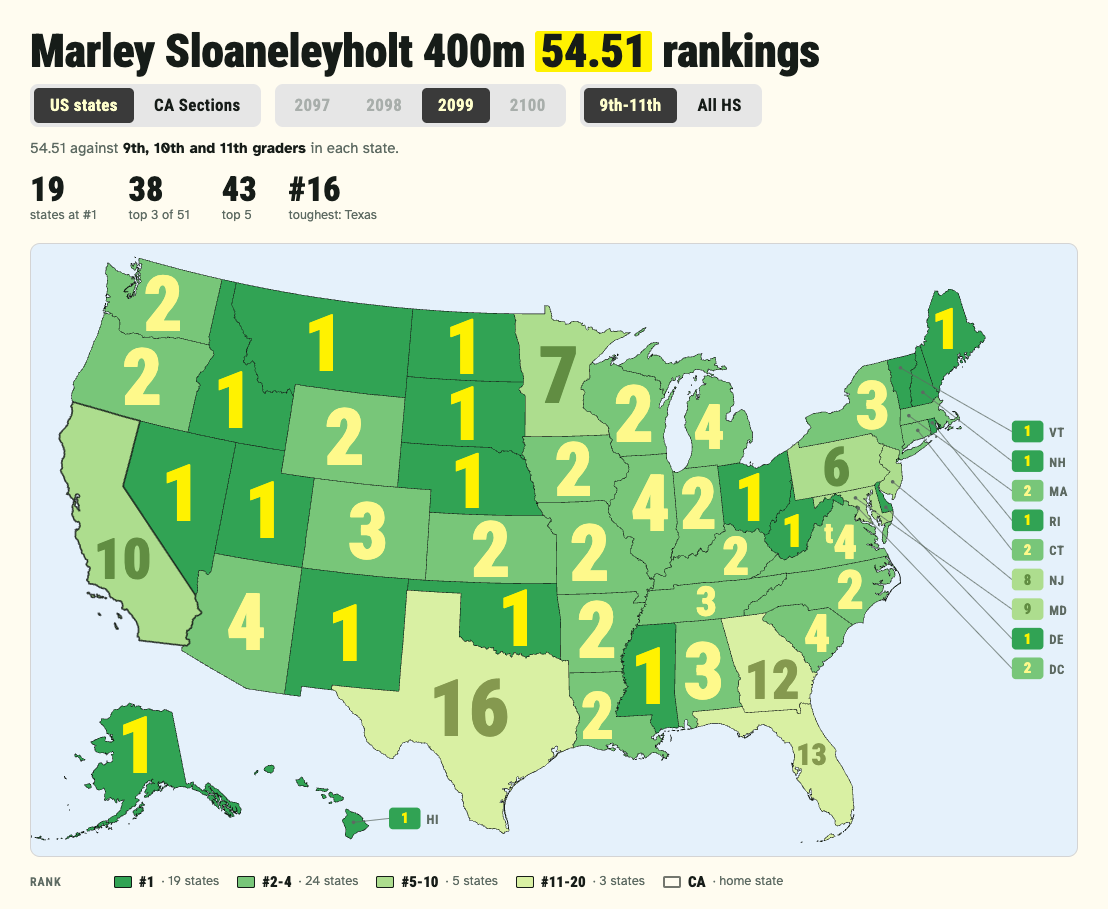 Marley Sloaneleyholt 400m 54.51 rankings
US states CA Sections 2097 2098 2099 2100 9th-11th All HS
54.51 against 9th, 10th and 11th graders in each state.
19 38 43 #16
states at #1 top 3 of 51 top 5 toughest: Texas
2 1 1 1
2 1 2 1 7 2 4 3
1 1 3 1 2 4 2 1 6
10 2 2 2 1 t4
4 1 1 2 3 2
16 2 1 3 12 4
2 13
1
1 VT
1 NH
2 MA
1 RI
2 CT
8 NJ
9 MD
1 DE
2 DC
1 HI
RANK #1 · 19 states #2-4 · 24 states #5-10 · 5 states #11-20 · 3 states CA · home state